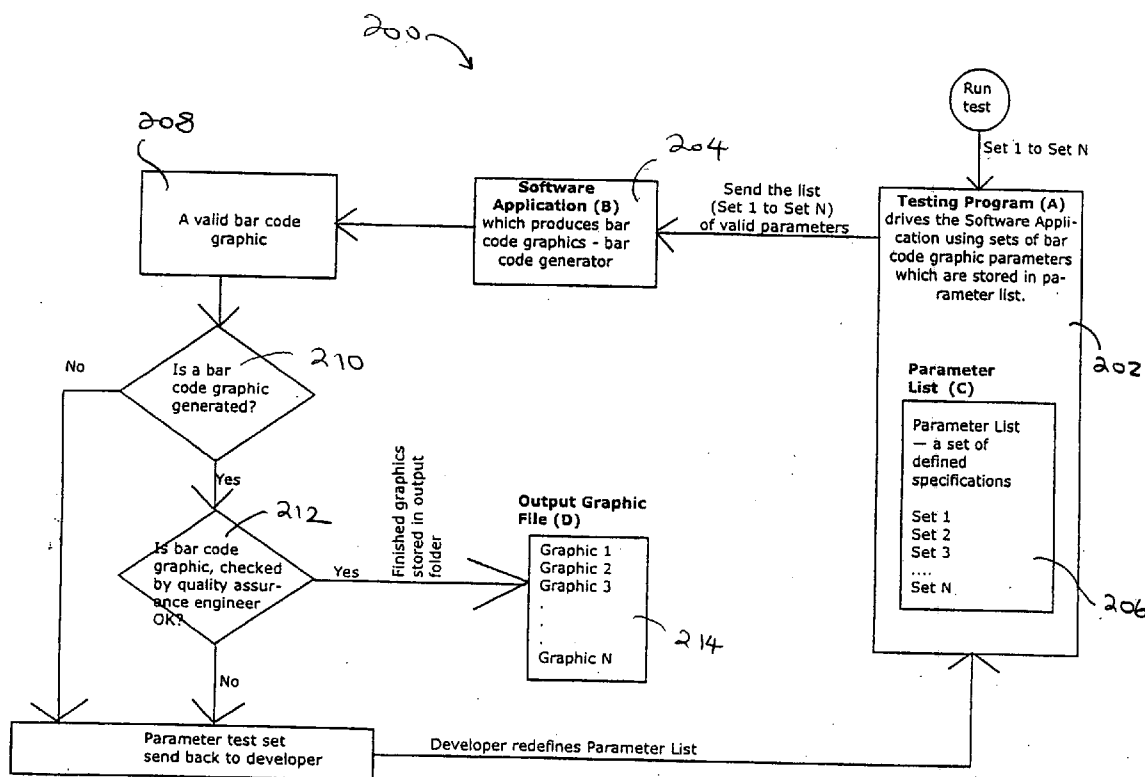 200
Run
test
Set 1 to Set N
208
204
A valid bar code
graphic
Software
Application (B)
which produces bar
code graphics - bar
code generator
Send the list
(Set 1 to Set N)
of valid parameters
Testing Program (A)
drives the Software Appli-
cation using sets of bar
code graphic parameters
which are stored in pa-
rameter list.
202
Parameter
List (C)
Parameter List
— a set of
defined
specifications
Set 1
Set 2
Set 3
....
Set N
206
No
210
Is a bar
code graphic
generated?
Yes
212
Is bar code
graphic, checked
by quality assur-
ance engineer
OK?
Yes
Finished graphics
stored in output
folder
Output Graphic
File (D)
Graphic 1
Graphic 2
Graphic 3
.
.
.
Graphic N
214
No
Parameter test set
send back to developer
Developer redefines Parameter List